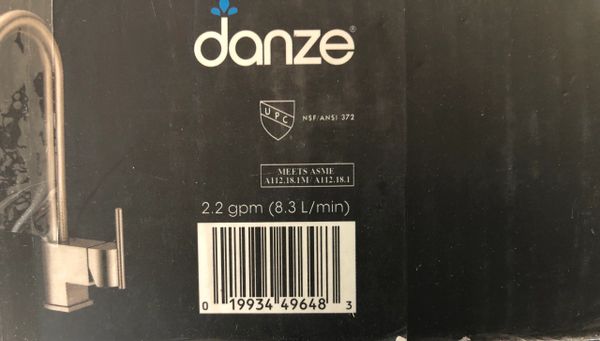 danze®
UPC
NSF/ANSI 372
MEETS ASME
A112.18.1M/A112.18.1
2.2 gpm (8.3 L/min)
0 19934 49648 3